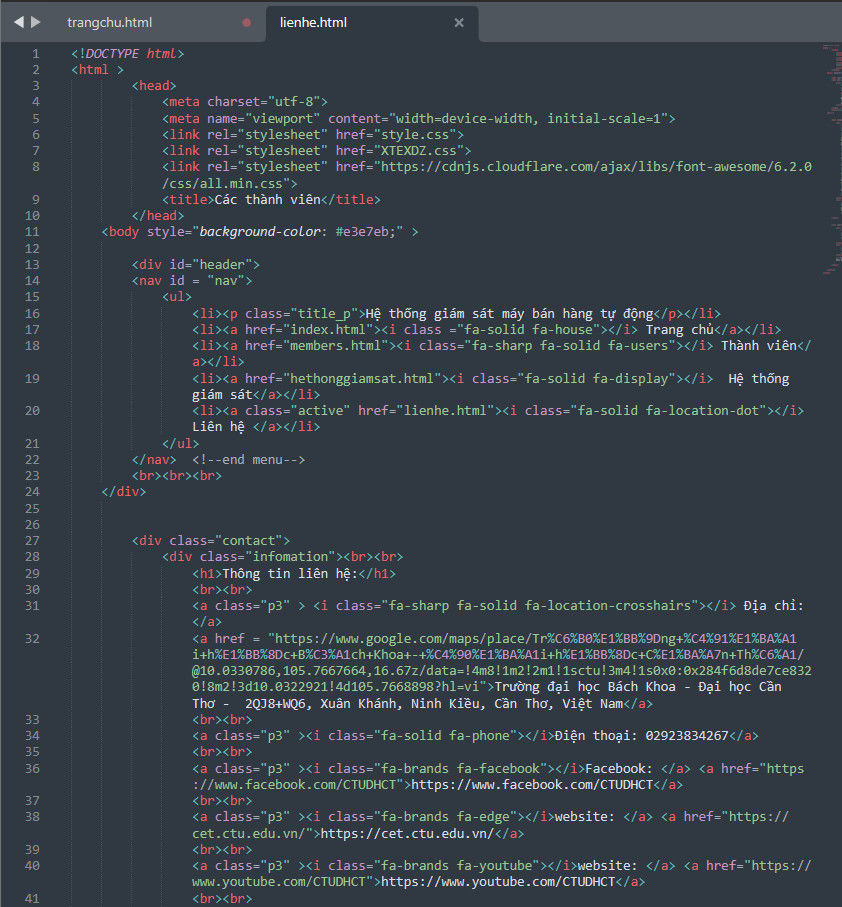 trangchu.html
lienhe.html
1 <!DOCTYPE html>
2 <html >
3 <head>
4 <meta charset="utf-8">
5 <meta name="viewport" content="width=device-width, initial-scale=1">
6 <link rel="stylesheet" href="style.css">
7 <link rel="stylesheet" href="XTEXDZ.css">
8 <link rel="stylesheet" href="https://cdnjs.cloudflare.com/ajax/libs/font-awesome/6.2.0
/css/all.min.css">
9 <title>Các thành viên</title>
10 </head>
11 <body style="background-color: #e3e7eb;" >
12
13 <div id="header">
14 <nav id = "nav">
15 <ul>
16 <li><p class="title_p">Hệ thống giám sát máy bán hàng tự động</p></li>
17 <li><a href="index.html"><i class ="fa-solid fa-house"></i> Trang chủ</a></li>
18 <li><a href="members.html"><i class="fa-sharp fa-solid fa-users"></i> Thành viên</
a></li>
19 <li><a href="hethonggiamsat.html"><i class="fa-solid fa-display"></i>  Hệ thống
giám sát</a></li>
20 <li><a class="active" href="lienhe.html"><i class="fa-solid fa-location-dot"></i>
Liên hệ </a></li>
21 </ul>
22 </nav>  <!--end menu-->
23 <br><br><br>
24 </div>
25
26
27 <div class="contact">
28 <div class="infomation"><br><br>
29 <h1>Thông tin liên hệ:</h1>
30 <br><br>
31 <a class="p3" > <i class="fa-sharp fa-solid fa-location-crosshairs"></i> Địa chỉ:
</a>
32 <a href = "https://www.google.com/maps/place/Tr%C6%B0%E1%BB%9Dng+%C4%91%E1%BA%A1
i+h%E1%BB%8Dc+B%C3%A1ch+Khoa+-+%C4%90%E1%BA%A1i+h%E1%BB%8Dc+C%E1%BA%A7n+Th%C6%A1/
@10.0330786,105.7667664,16.67z/data=!4m8!1m2!2m1!1sctu!3m4!1s0x0:0x284f6d8de7ce832
0!8m2!3d10.0322921!4d105.7668898?hl=vi">Trường đại học Bách Khoa - Đại học Cần
Thơ -  2QJ8+WQ6, Xuân Khánh, Ninh Kiều, Cần Thơ, Việt Nam</a>
33 <br><br>
34 <a class="p3" ><i class="fa-solid fa-phone"></i>Điện thoại: 02923834267</a>
35 <br><br>
36 <a class="p3" ><i class="fa-brands fa-facebook"></i>Facebook: </a> <a href="https
://www.facebook.com/CTUDHCT">https://www.facebook.com/CTUDHCT</a>
37 <br><br>
38 <a class="p3" ><i class="fa-brands fa-edge"></i>website: </a> <a href="https://
cet.ctu.edu.vn/">https://cet.ctu.edu.vn/</a>
39 <br><br>
40 <a class="p3" ><i class="fa-brands fa-youtube"></i>website: </a> <a href="https://
www.youtube.com/CTUDHCT">https://www.youtube.com/CTUDHCT</a>
41 <br><br>